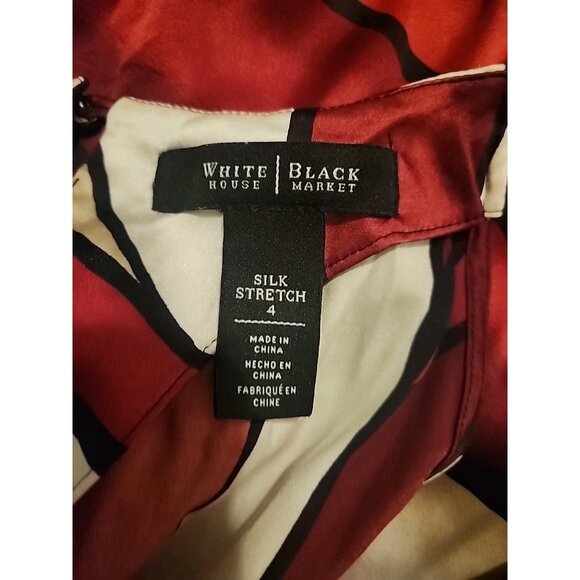 WHITE | BLACK
HOUSE | MARKET
SILK
STRETCH
4
MADE IN
CHINA
HECHO EN
CHINA
FABRIQUÉ EN
CHINE